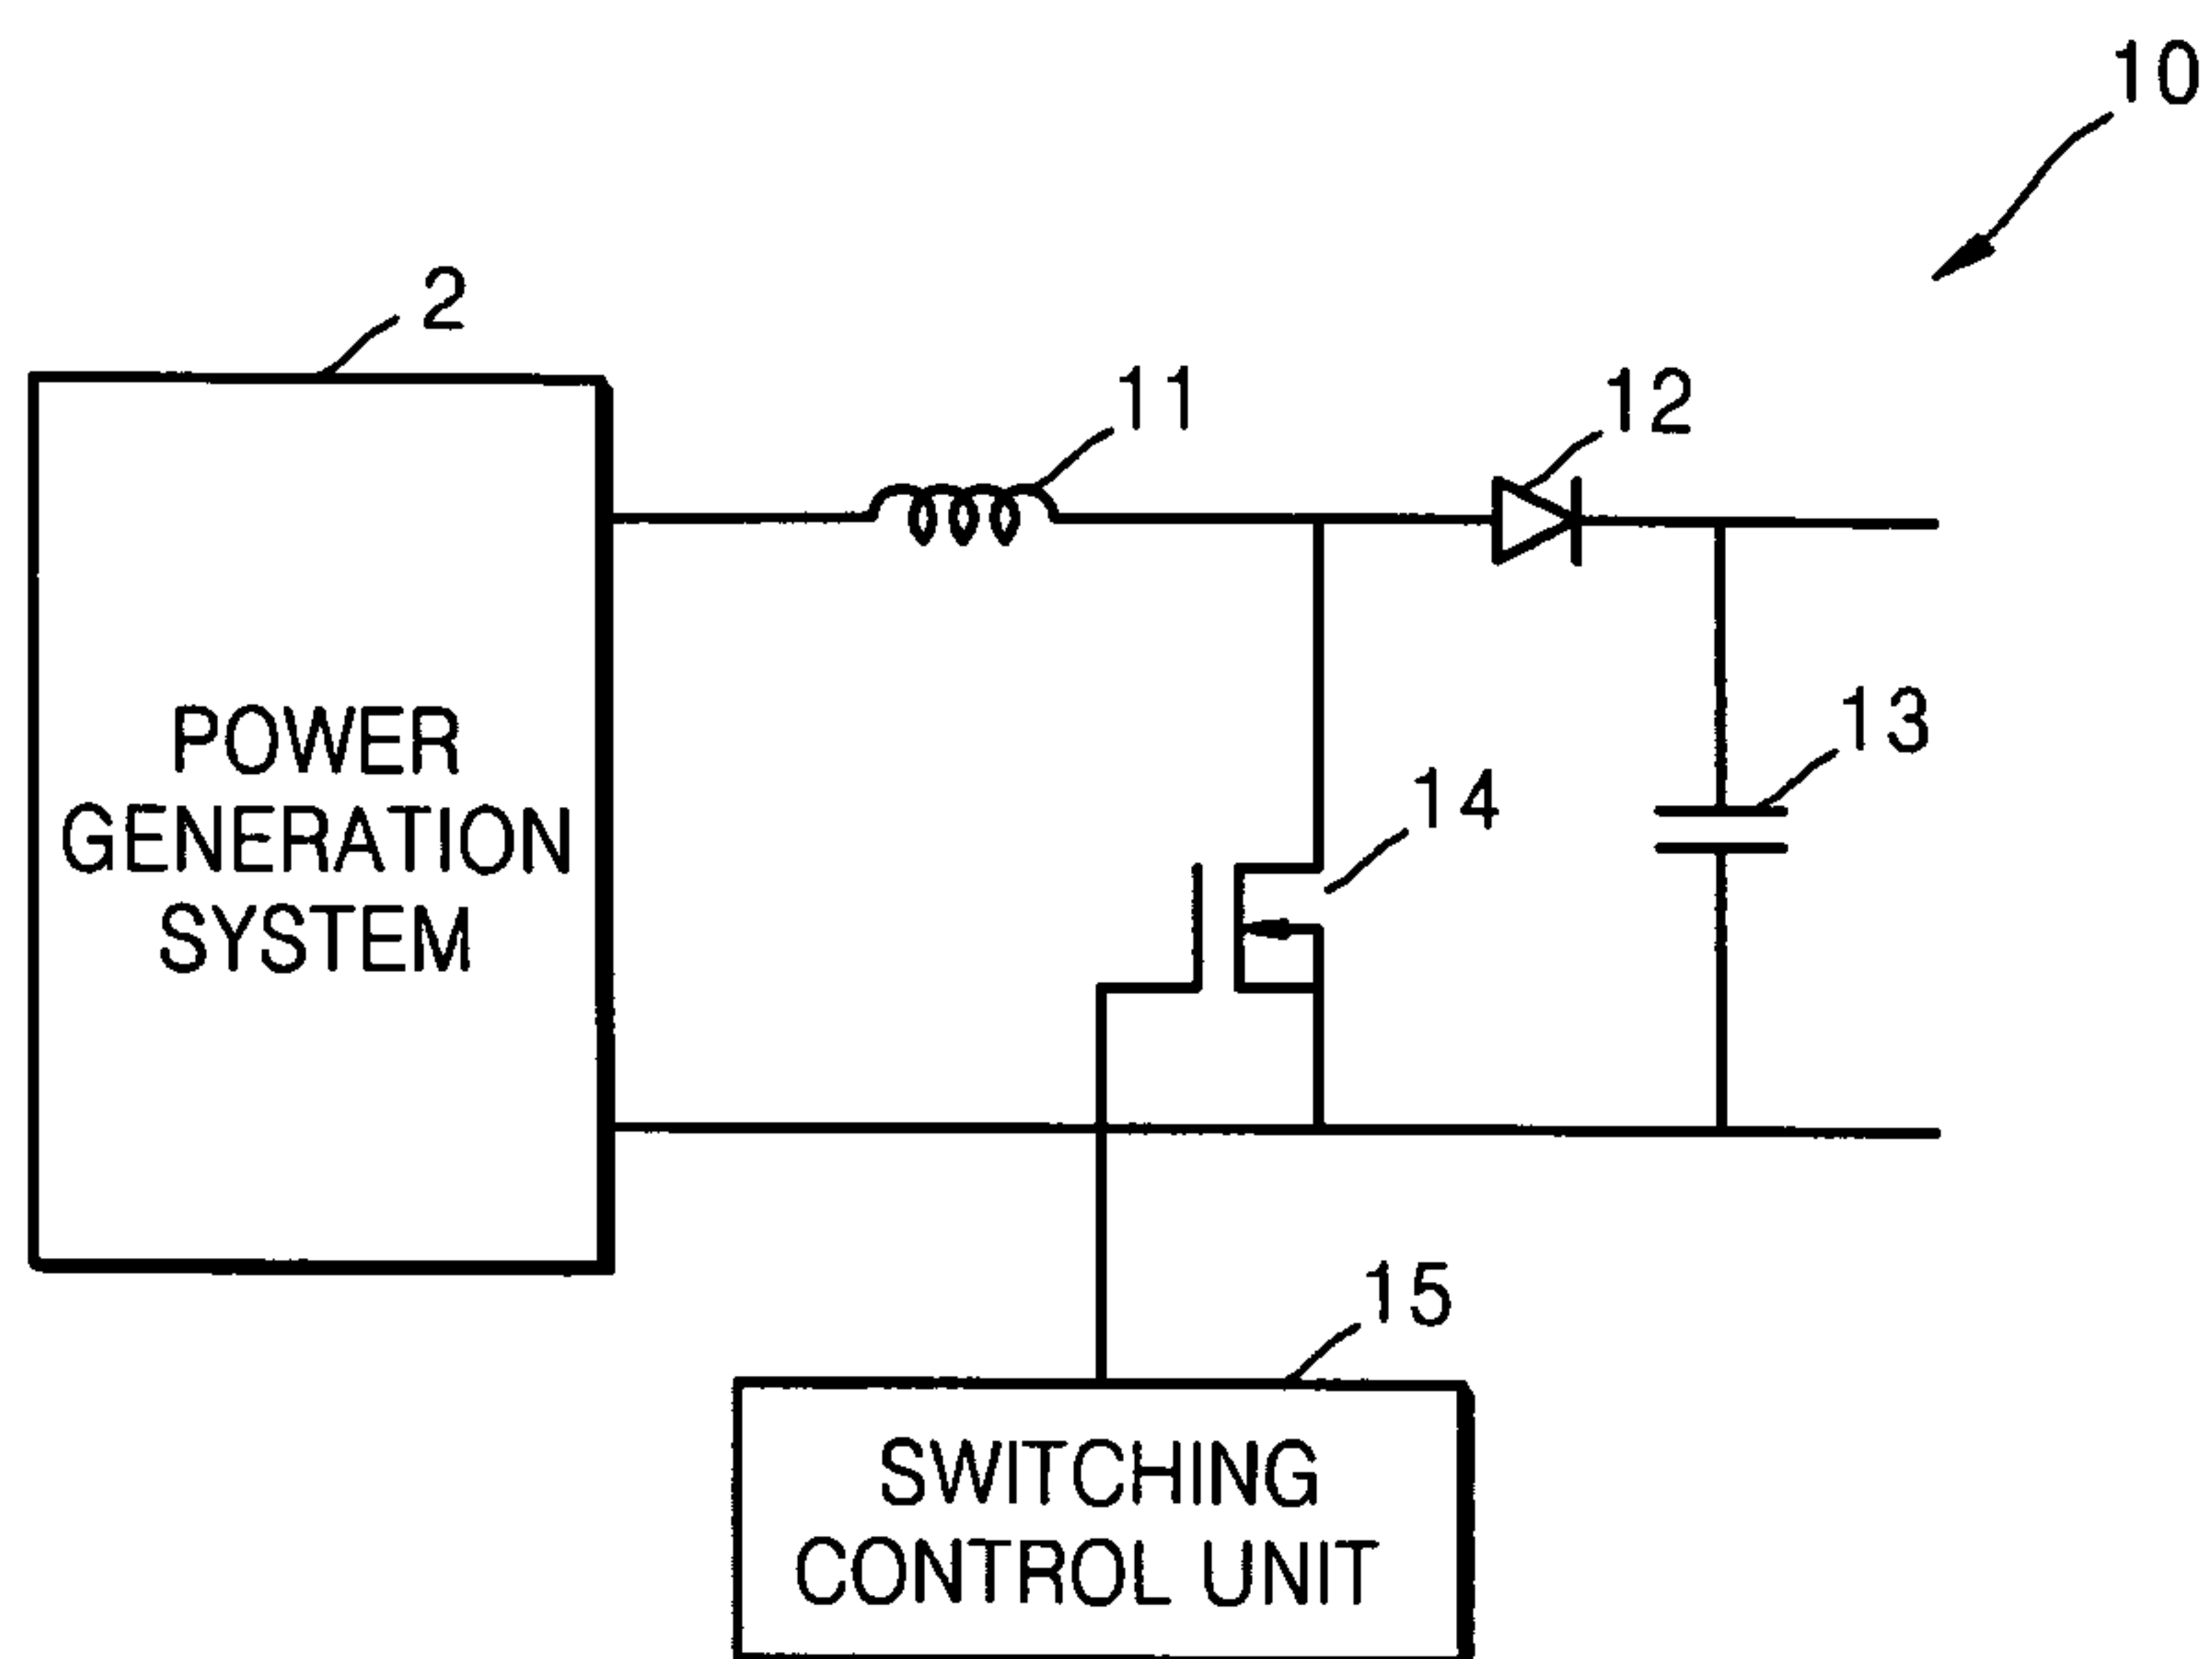 10
2
11
12
POWER
GENERATION
SYSTEM
13
14
15
SWITCHING
CONTROL UNIT